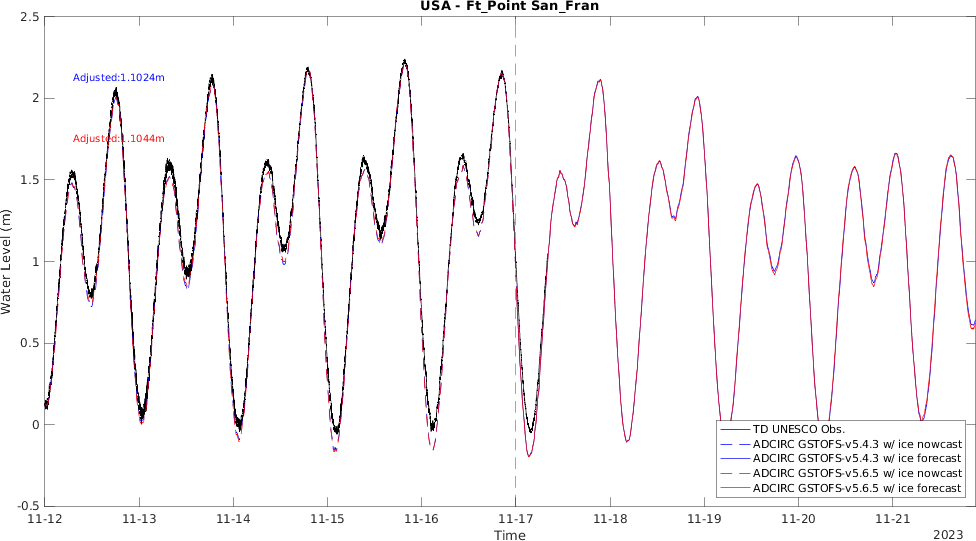 USA - Ft_Point San_Fran
2.5
2
1.5
1
0.5
0
-0.5
Water Level (m)
Adjusted:1.1024m
Adjusted:1.1044m
TD UNESCO Obs.
ADCIRC GSTOFS-v5.4.3 w/ ice nowcast
ADCIRC GSTOFS-v5.4.3 w/ ice forecast
ADCIRC GSTOFS-v5.6.5 w/ ice nowcast
ADCIRC GSTOFS-v5.6.5 w/ ice forecast
11-12 11-13 11-14 11-15 11-16 11-17 11-18 11-19 11-20 11-21
Time
2023